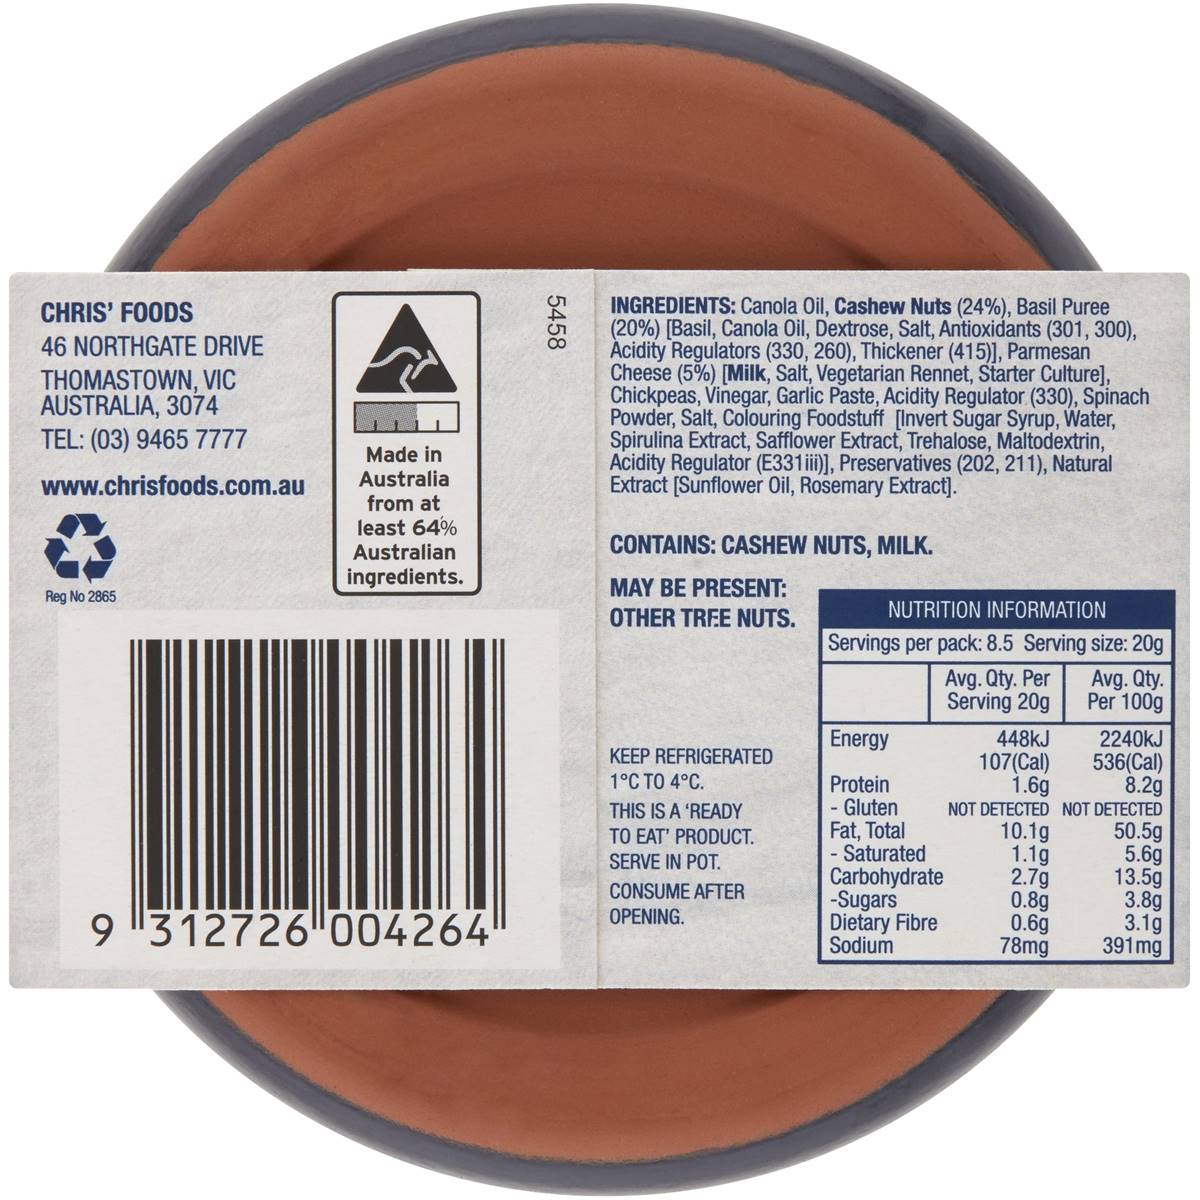 CHRIS' FOODS
46 NORTHGATE DRIVE
THOMASTOWN, VIC
AUSTRALIA, 3074
TEL: (03) 9465 7777
www.chrisfoods.com.au
Reg No 2865
Made in
Australia
from at
least 64%
Australian
ingredients.
5458
9 312726 004264
INGREDIENTS: Canola Oil, Cashew Nuts (24%), Basil Puree
(20%) [Basil, Canola Oil, Dextrose, Salt, Antioxidants (301, 300),
Acidity Regulators (330, 260), Thickener (415)], Parmesan
Cheese (5%) [Milk, Salt, Vegetarian Rennet, Starter Culture],
Chickpeas, Vinegar, Garlic Paste, Acidity Regulator (330), Spinach
Powder, Salt, Colouring Foodstuff [Invert Sugar Syrup, Water,
Spirulina Extract, Safflower Extract, Trehalose, Maltodextrin,
Acidity Regulator (E331iii)], Preservatives (202, 211), Natural
Extract [Sunflower Oil, Rosemary Extract].
CONTAINS: CASHEW NUTS, MILK.
MAY BE PRESENT:
OTHER TREE NUTS.
KEEP REFRIGERATED
1°C TO 4°C.
THIS IS A 'READY
TO EAT' PRODUCT.
SERVE IN POT.
CONSUME AFTER
OPENING.
NUTRITION INFORMATION
Servings per pack: 8.5 Serving size: 20g
Avg. Qty. Per Avg. Qty.
Serving 20g Per 100g
Energy 448kJ 2240kJ
107(Cal) 536(Cal)
Protein 1.6g 8.2g
- Gluten NOT DETECTED NOT DETECTED
Fat, Total 10.1g 50.5g
- Saturated 1.1g 5.6g
Carbohydrate 2.7g 13.5g
-Sugars 0.8g 3.8g
Dietary Fibre 0.6g 3.1g
Sodium 78mg 391mg